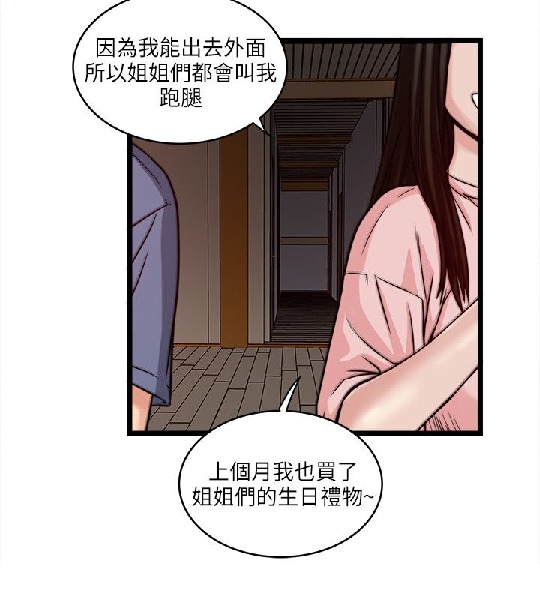 因為我能出去外面
所以姐姐們都會叫我
跑腿
上個月我也買了
姐姐們的生日禮物~